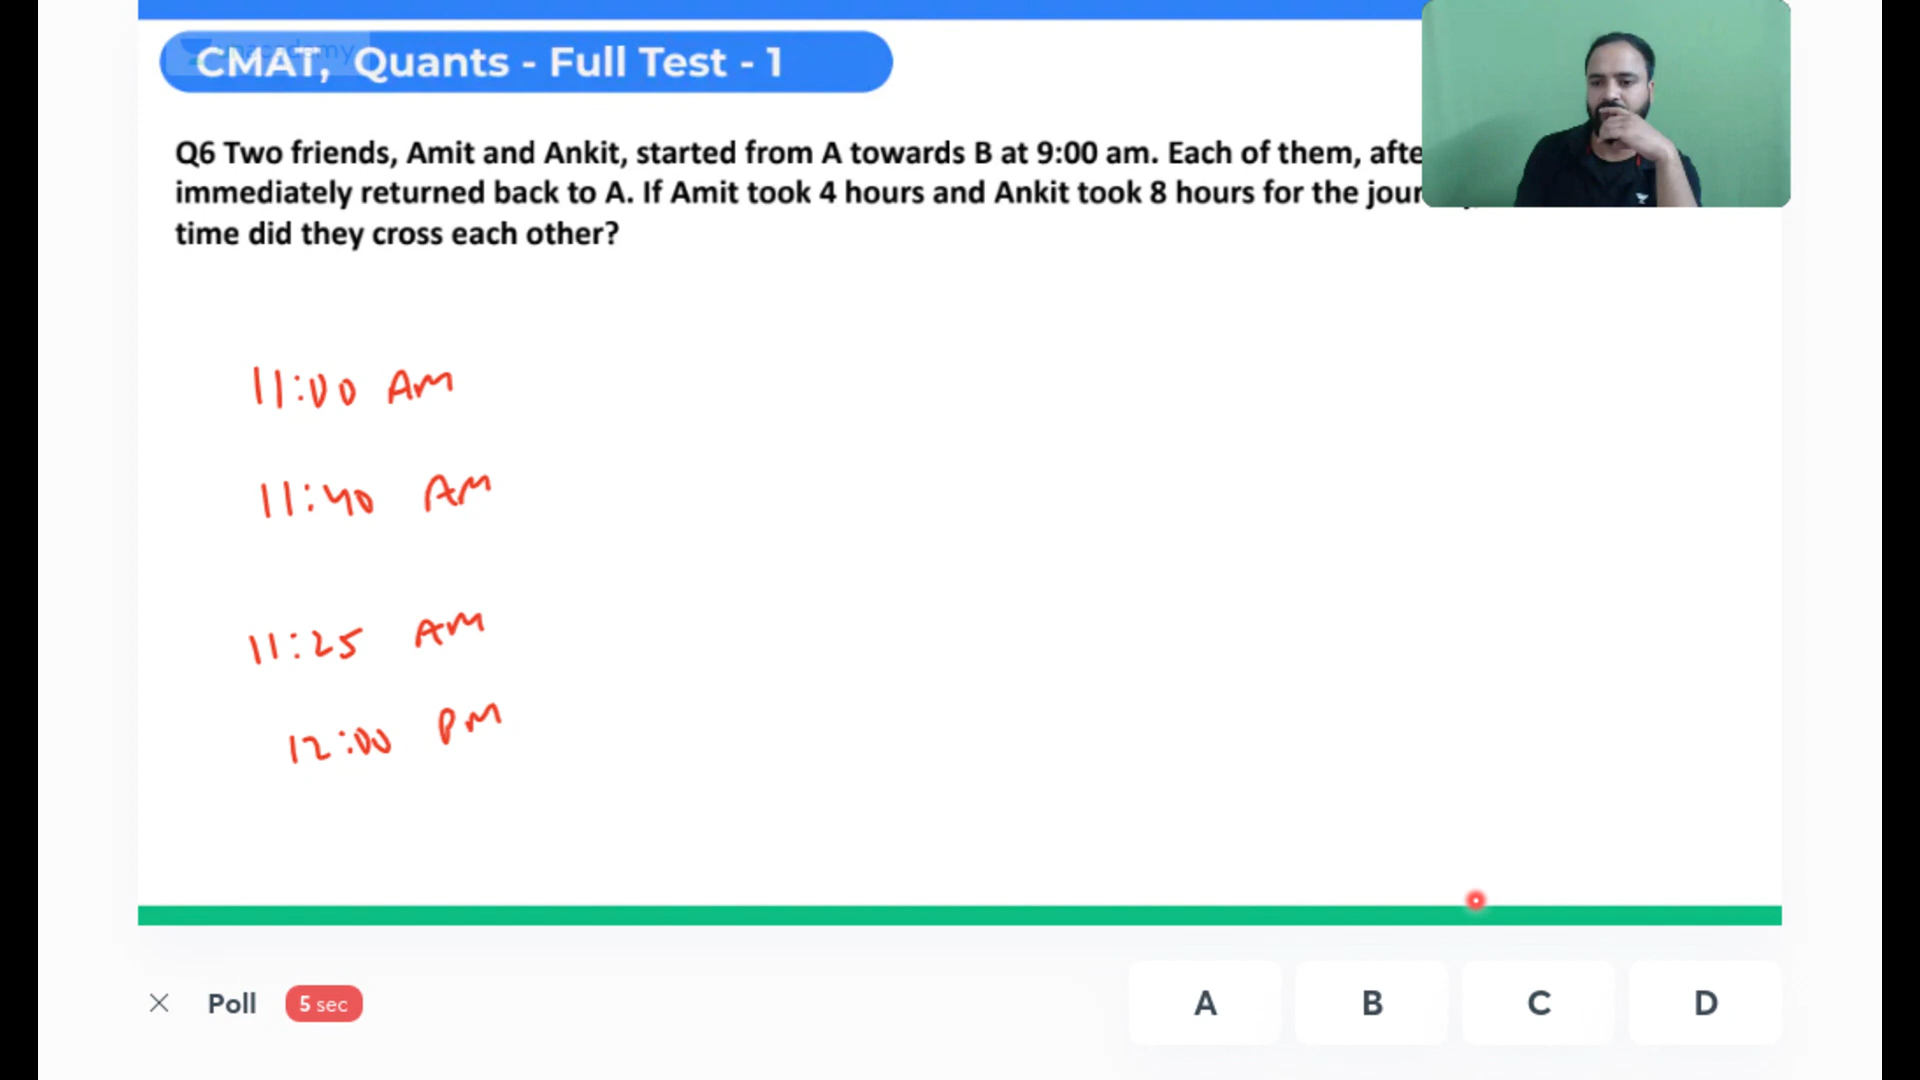 CMAT, Quants - Full Test - 1
Q6 Two friends, Amit and Ankit, started from A towards B at 9:00 am. Each of them, afte
immediately returned back to A. If Amit took 4 hours and Ankit took 8 hours for the jour
time did they cross each other?
11:00 AM
11:40 AM
11:25 AM
12:00 PM
× Poll 5 sec A B C D